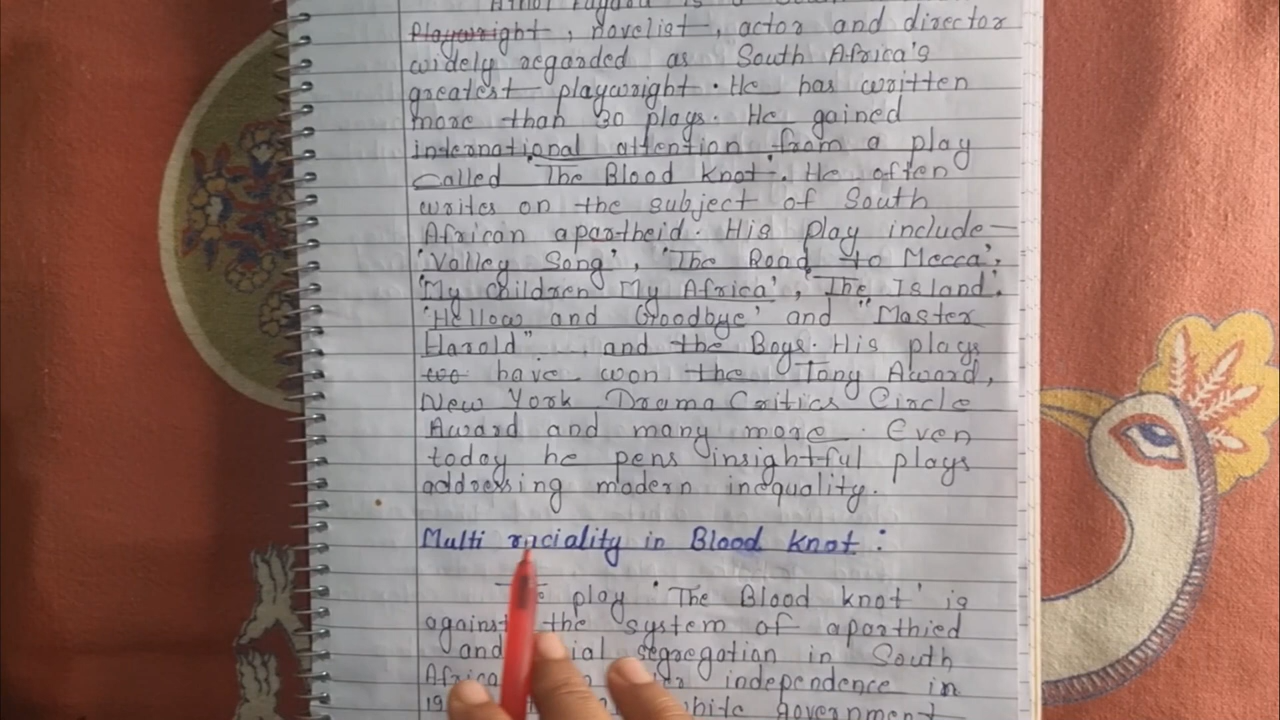 Playwright, novelist, actor and director
widely regarded as South Africa's
greatest playwright. He has written
more than 30 plays. He gained
international attention from a play
called 'The Blood Knot'. He often
writes on the subject of South
African apartheid. His play include—
'Valley Song', 'The Road to Mecca',
'My Children My Africa', 'The Island',
'Hellow and Goodbye' and "Master
Harold" ... and the Boys. His plays
too have won the Tony Award,
New York Drama Critics Circle
Award and many more. Even
today he pens insightful plays
addressing modern inequality.
Multi raciality in Blood Knot :
play 'The Blood Knot' is
against the system of aparthied
and segregation in South
independence in
government